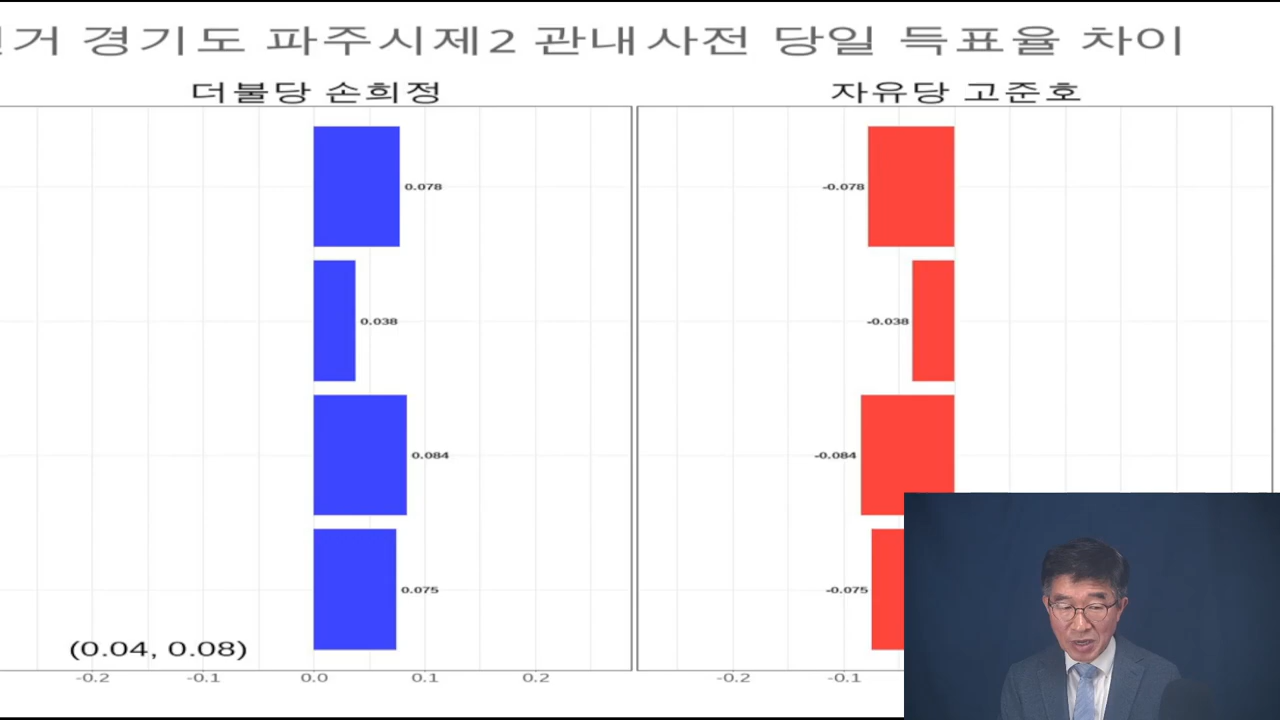 거 경기도 파주시제2 관내사전 당일 득표율 차이
더불당 손희정
자유당 고준호
0.078
-0.078
0.038
-0.038
0.084
-0.084
0.075
-0.075
(0.04, 0.08)
-0.2 -0.1 0.0 0.1 0.2
-0.2 -0.1